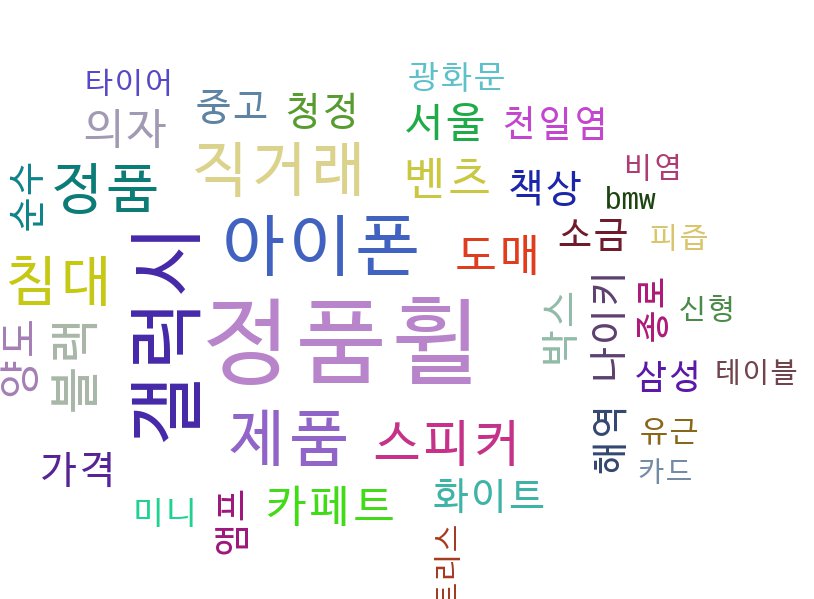 광화문
타이어
중고
청정
서울
천일염
의자
직거래
벤츠
비염
정품
순수
책상
bmw
아이폰
소금
피즙
도매
침대
갤럭시
정품휠
박스
나이키
종로
신형
양도
블랙
삼성
테이블
제품
스피커
해역
유근
가격
카드
화이트
미니
앰프
카페트
트리스